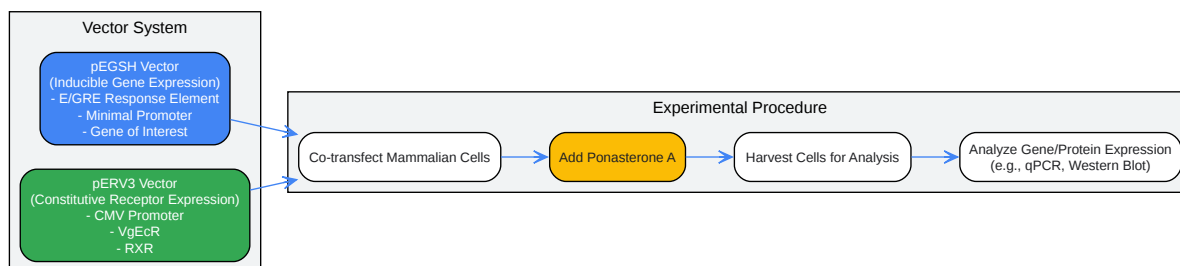 Vector System
pEGSH Vector
(Inducible Gene Expression)
- E/GRE Response Element
- Minimal Promoter
- Gene of Interest
pERV3 Vector
(Constitutive Receptor Expression)
- CMV Promoter
- VgEcR
- RXR
Experimental Procedure
Co-transfect Mammalian Cells
Add Ponasterone A
Harvest Cells for Analysis
Analyze Gene/Protein Expression
(e.g., qPCR, Western Blot)